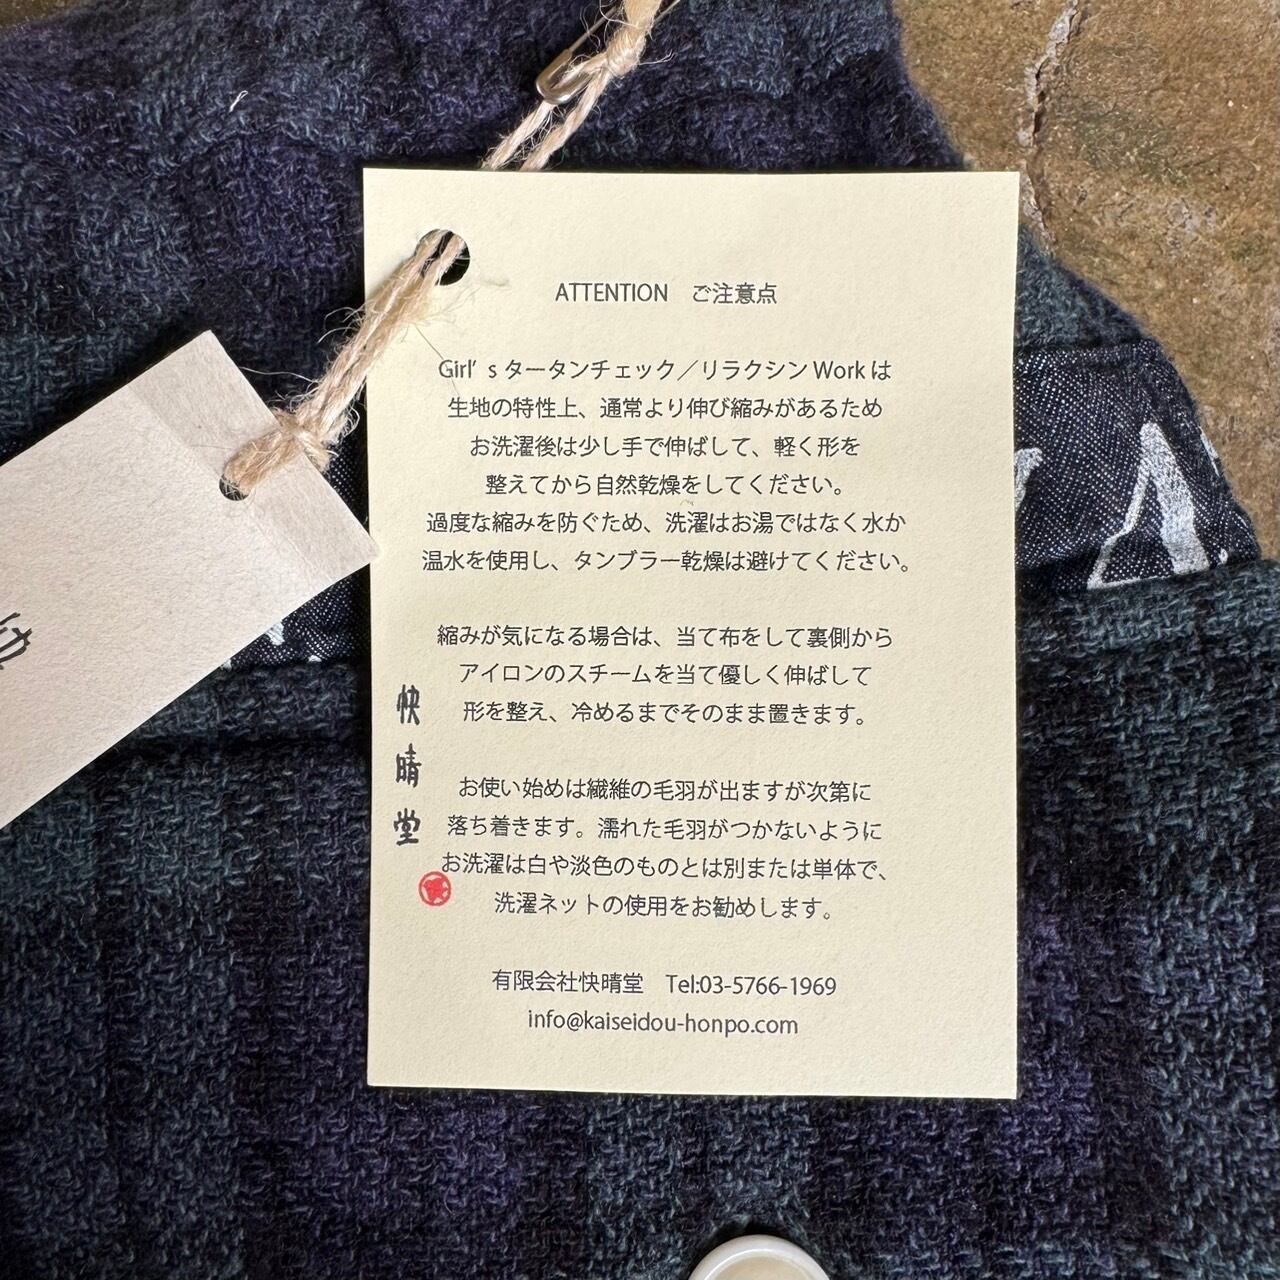 ATTENTION　ご注意点
Girl’s タータンチェック／リラクシン Work は
生地の特性上、通常より伸び縮みがあるため
お洗濯後は少し手で伸ばして、軽く形を
整えてから自然乾燥をしてください。
過度な縮みを防ぐため、洗濯はお湯ではなく水か
温水を使用し、タンブラー乾燥は避けてください。
縮みが気になる場合は、当て布をして裏側から
アイロンのスチームを当て優しく伸ばして
形を整え、冷めるまでそのまま置きます。
お使い始めは繊維の毛羽が出ますが次第に
落ち着きます。濡れた毛羽がつかないように
お洗濯は白や淡色のものとは別または単体で、
洗濯ネットの使用をお勧めします。
快晴堂
有限会社快晴堂　Tel:03-5766-1969
info@kaiseidou-honpo.com